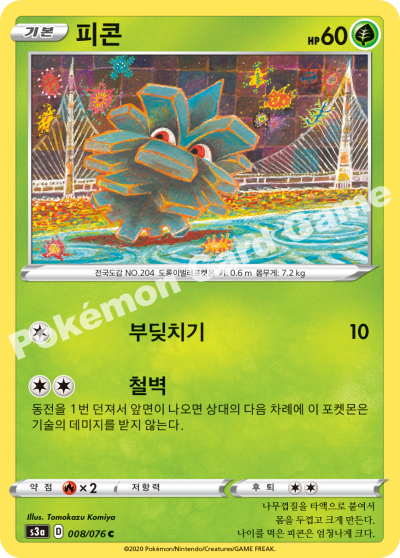 기본 피콘 HP 60
전국도감 NO.204 도롱이벌레포켓몬 키: 0.6 m 몸무게: 7.2 kg
Pokémon Card Game
부딪치기 10
철벽
동전을 1번 던져서 앞면이 나오면 상대의 다음 차례에 이 포켓몬은
기술의 데미지를 받지 않는다.
약점 ×2 저항력 후퇴
Illus. Tomokazu Komiya
s3a D 008/076 C
나무껍질을 타액으로 붙여서
몸을 두껍고 크게 만든다.
나이를 먹은 피콘은 엄청나게 크다.
©2020 Pokémon/Nintendo/Creatures/GAME FREAK.